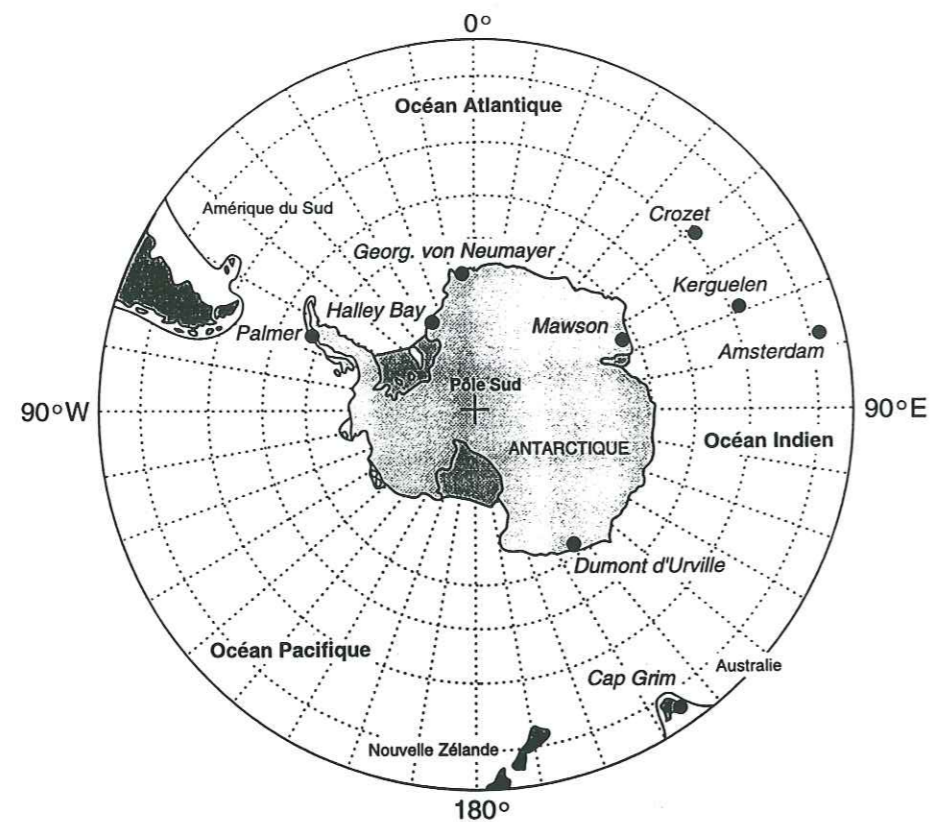 0°
Océan Atlantique
Amérique du Sud
Crozet
Georg. von Neumayer
Kerguelen
Halley Bay
Mawson
Palmer
Amsterdam
Pôle Sud
90°W
90°E
Océan Indien
ANTARCTIQUE
Dumont d'Urville
Océan Pacifique
Australie
Cap Grim
Nouvelle Zélande
180°